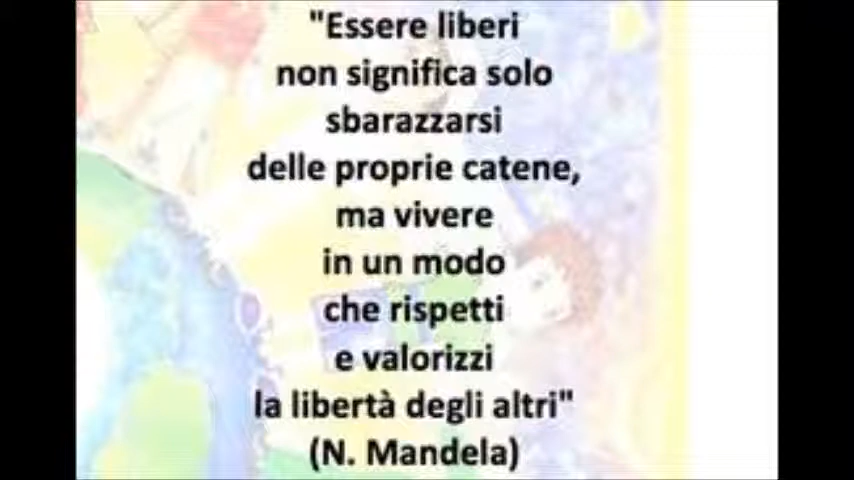 "Essere liberi
non significa solo
sbarazzarsi
delle proprie catene,
ma vivere
in un modo
che rispetti
e valorizzi
la libertà degli altri"
(N. Mandela)